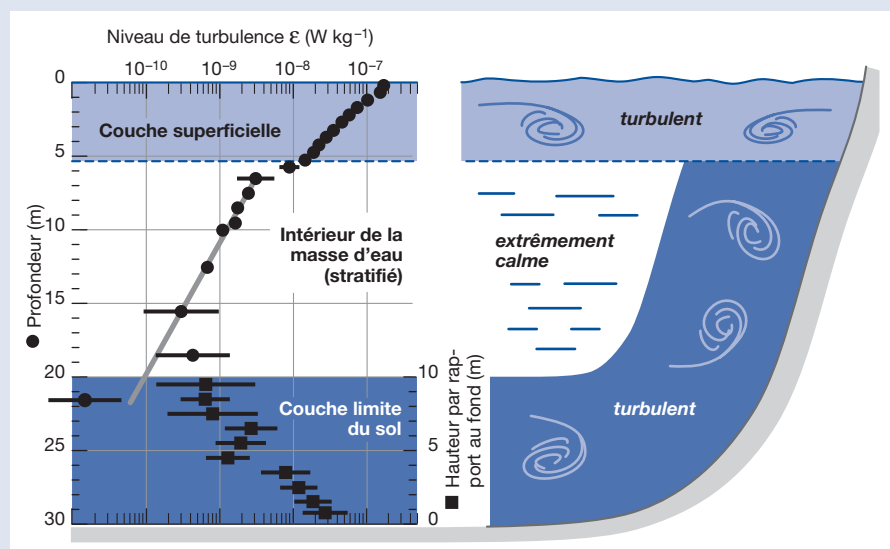 Niveau de turbulence ε (W kg⁻¹)
10⁻¹⁰ 10⁻⁹ 10⁻⁸ 10⁻⁷
0
5
10
15
20
25
30
● Profondeur (m)
Couche superficielle
Intérieur de la
masse d'eau
(stratifié)
Couche limite
du sol
10
5
0
■ Hauteur par rap-
port au fond (m)
turbulent
extrêmement
calme
turbulent